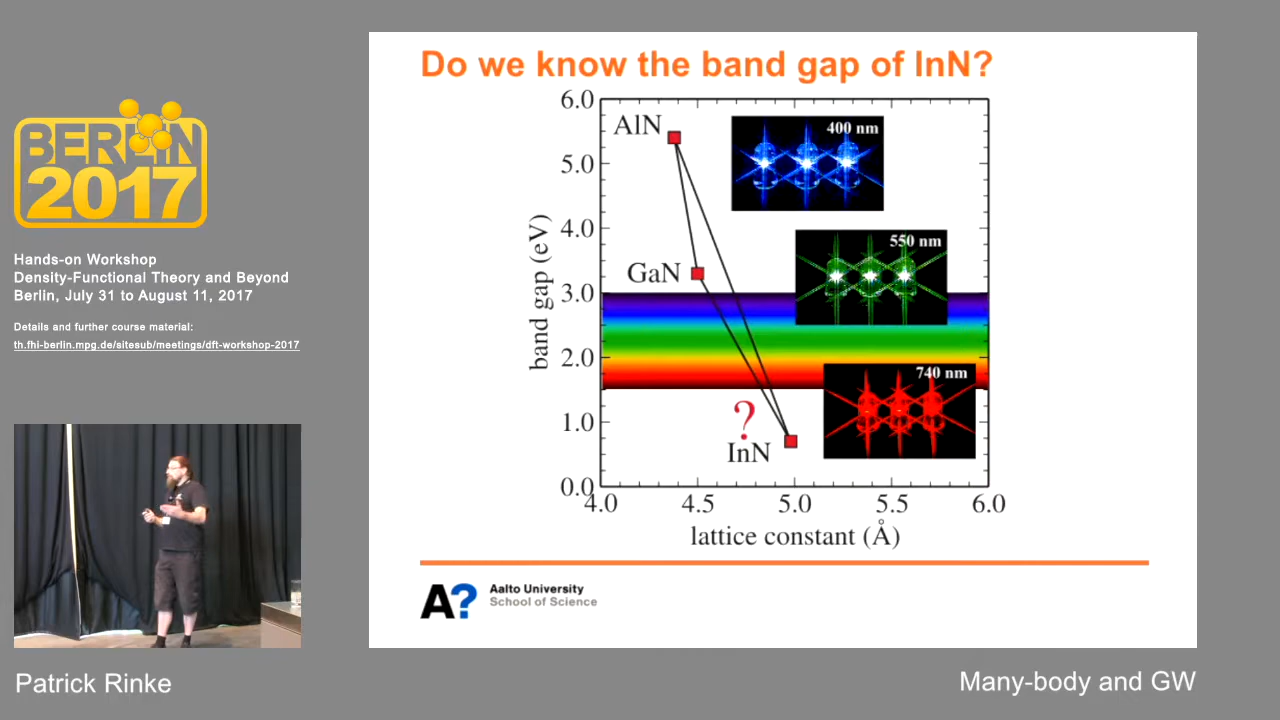 BERLIN
2017
Hands-on Workshop
Density-Functional Theory and Beyond
Berlin, July 31 to August 11, 2017
Details and further course material:
th.fhi-berlin.mpg.de/sitesub/meetings/dft-workshop-2017
Patrick Rinke
Do we know the band gap of InN?
6.0
5.0
4.0
3.0
2.0
1.0
0.0
band gap (eV)
AlN
GaN
?
InN
400 nm
550 nm
740 nm
4.0 4.5 5.0 5.5 6.0
lattice constant (Å)
A?
Aalto University
School of Science
Many-body and GW